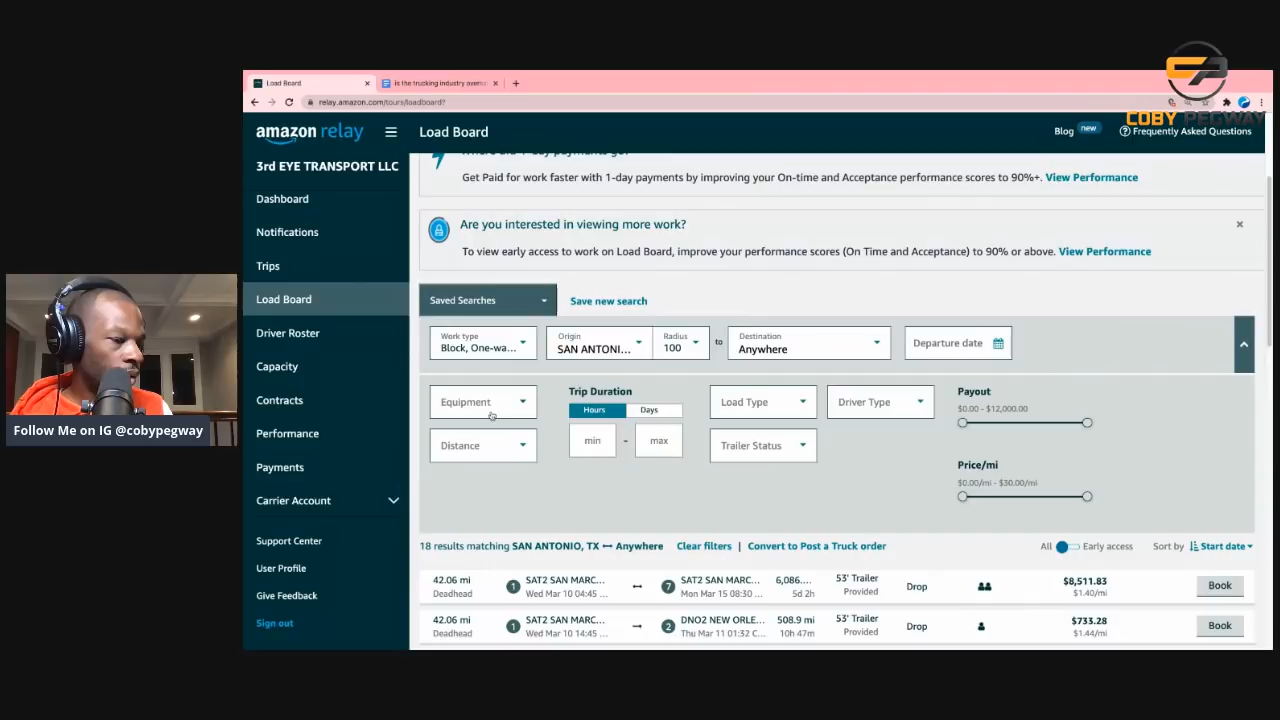 Load Board
is the trucking industry oversa
relay.amazon.com/tours/loadboard?
COBY PEGWAY
amazon relay
Load Board
Blog new
Frequently Asked Questions
3rd EYE TRANSPORT LLC
Dashboard
Notifications
Trips
Load Board
Driver Roster
Capacity
Contracts
Performance
Payments
Carrier Account
Support Center
User Profile
Give Feedback
Sign out
Get Paid for work faster with 1-day payments by improving your On-time and Acceptance performance scores to 90%+. View Performance
Are you interested in viewing more work?
To view early access to work on Load Board, improve your performance scores (On Time and Acceptance) to 90% or above. View Performance
Saved Searches
Save new search
Work type
Block, One-wa...
Origin
SAN ANTONI...
Radius
100
to
Destination
Anywhere
Departure date
Equipment
Distance
Trip Duration
Hours
Days
min - max
Load Type
Driver Type
Trailer Status
Payout
$0.00 - $12,000.00
Price/mi
$0.00/mi - $30.00/mi
18 results matching SAN ANTONIO, TX ↔ Anywhere
Clear filters | Convert to Post a Truck order
All Early access
Sort by Start date
42.06 mi 1 SAT2 SAN MARC... ↔ 7 SAT2 SAN MARC... 6,086.... 53' Trailer Drop $8,511.83 Book
Deadhead Wed Mar 10 04:45 ... Mon Mar 15 08:30 ... 5d 2h Provided $1.40/mi
42.06 mi 1 SAT2 SAN MARC... → 2 DNO2 NEW ORLE... 508.9 mi 53' Trailer Drop $733.28 Book
Deadhead Wed Mar 10 14:45 ... Thu Mar 11 01:32 C... 10h 47m Provided $1.44/mi
Follow Me on IG @cobypegway